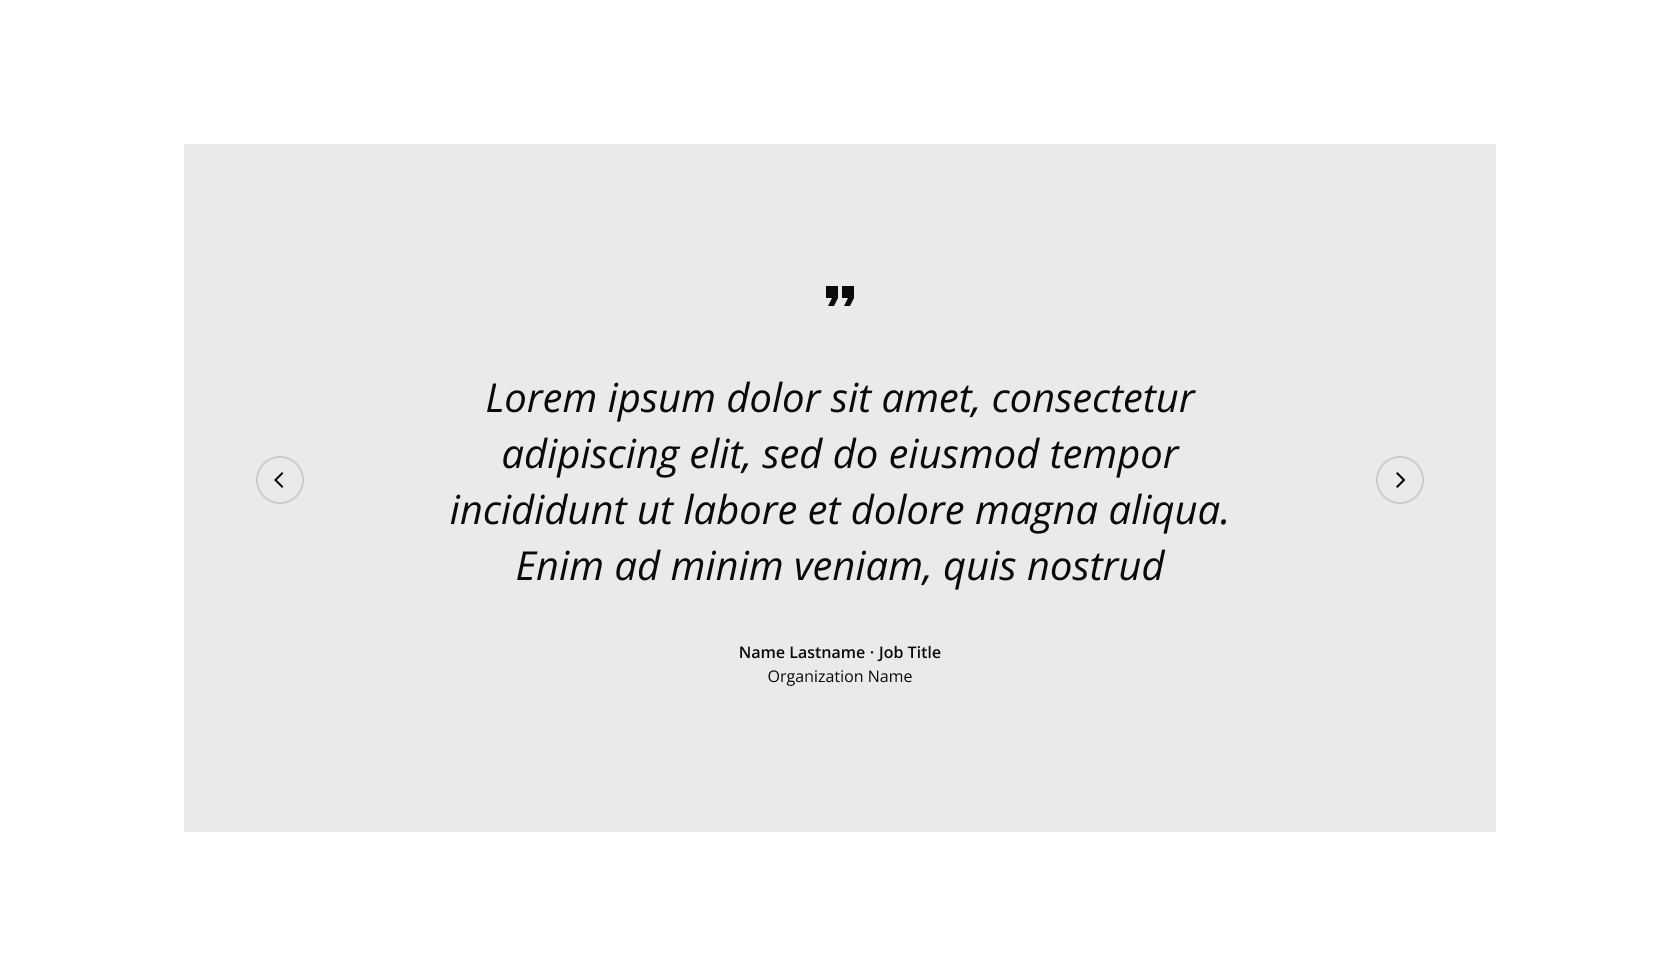 ”
Lorem ipsum dolor sit amet, consectetur
adipiscing elit, sed do eiusmod tempor
incididunt ut labore et dolore magna aliqua.
Enim ad minim veniam, quis nostrud
Name Lastname · Job Title
Organization Name